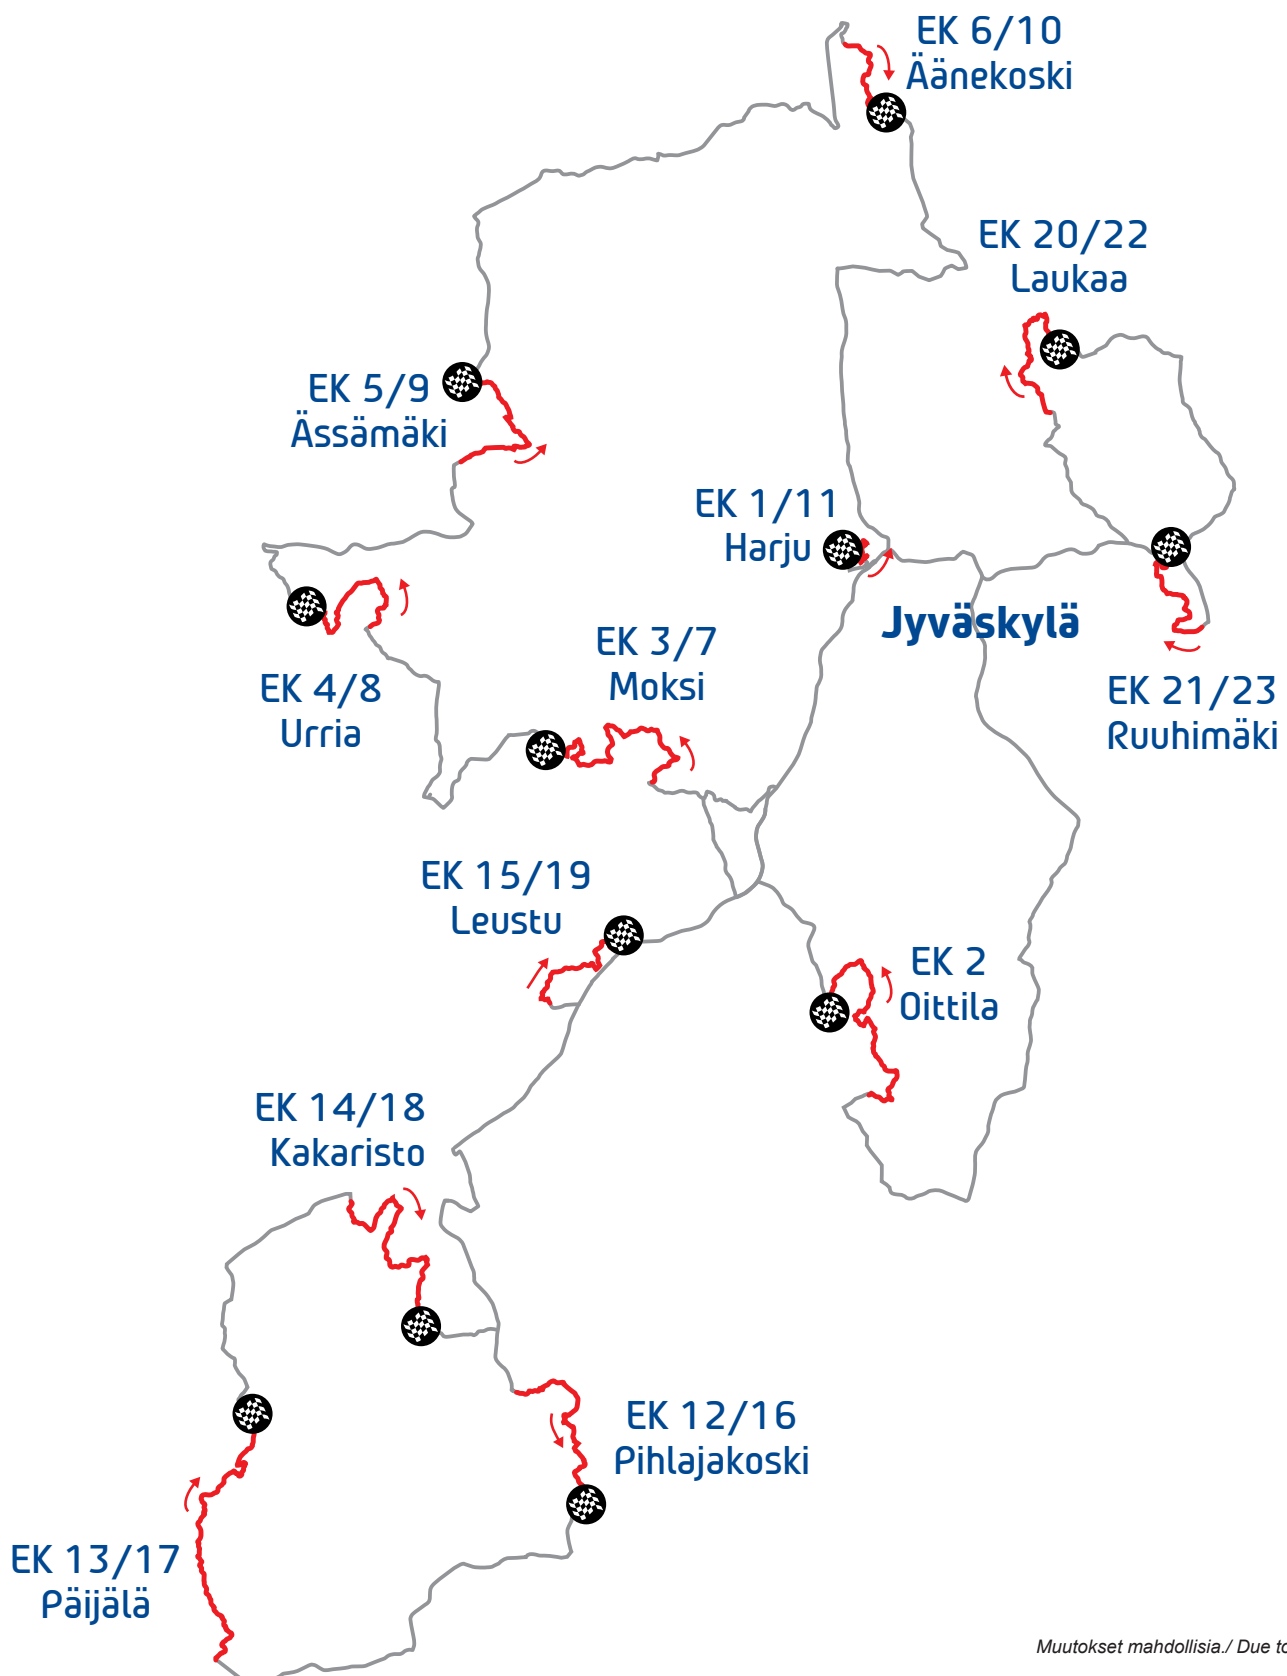 EK 6/10
Äänekoski
EK 20/22
Laukaa
EK 5/9
Ässämäki
EK 1/11
Harju
Jyväskylä
EK 3/7
Moksi
EK 4/8
Urria
EK 21/23
Ruuhimäki
EK 15/19
Leustu
EK 2
Oittila
EK 14/18
Kakaristo
EK 12/16
Pihlajakoski
EK 13/17
Päijälä
Muutokset mahdollisia./ Due to